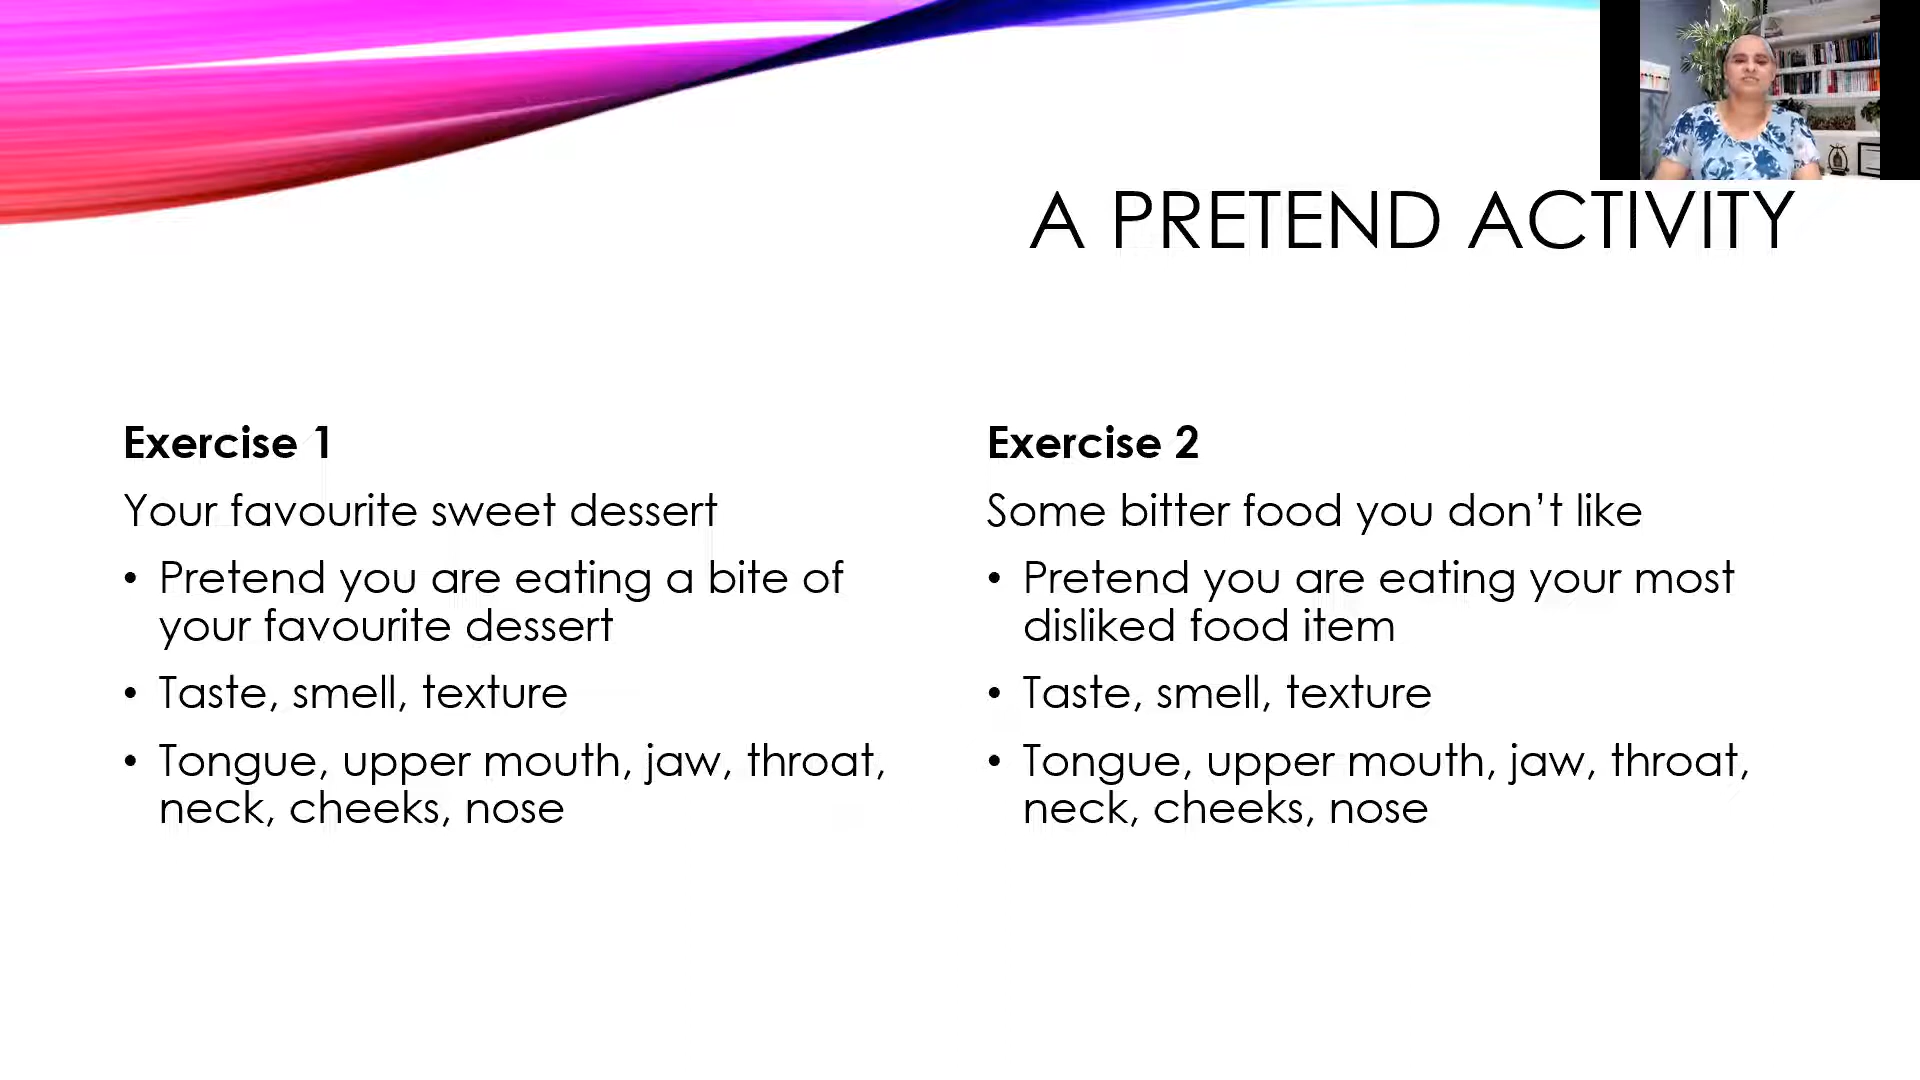 A PRETEND ACTIVITY
Exercise 1
Your favourite sweet dessert
• Pretend you are eating a bite of
your favourite dessert
• Taste, smell, texture
• Tongue, upper mouth, jaw, throat,
neck, cheeks, nose
Exercise 2
Some bitter food you don’t like
• Pretend you are eating your most
disliked food item
• Taste, smell, texture
• Tongue, upper mouth, jaw, throat,
neck, cheeks, nose